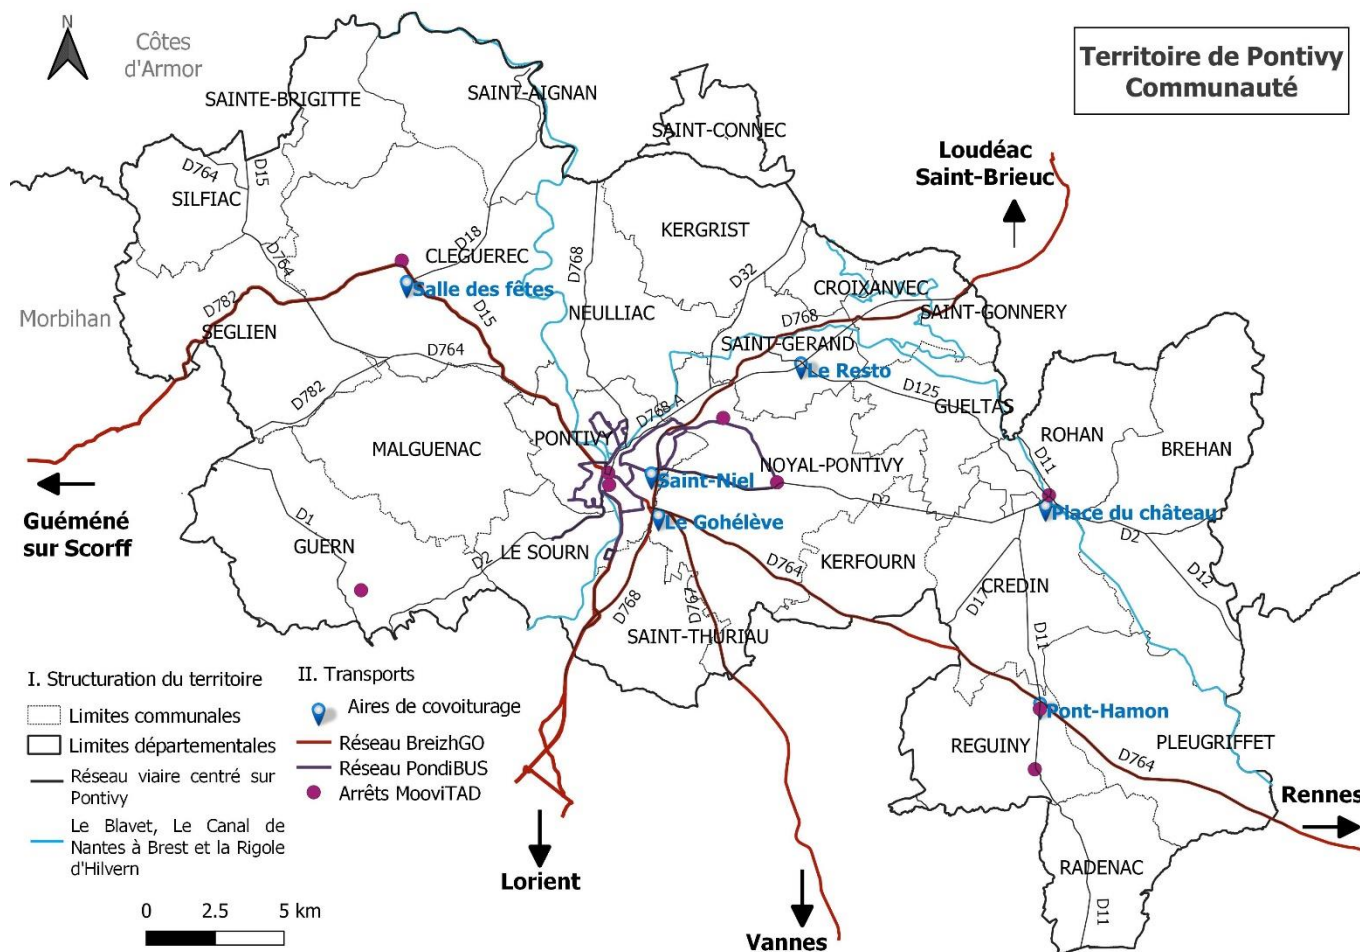 N
Côtes
d'Armor
Territoire de Pontivy
Communauté
SAINTE-BRIGITTE
SAINT-AIGNAN
SAINT-CONNEC
Loudéac
Saint-Brieuc
D764
D15
SILFIAC
KERGRIST
D18
CLEGUEREC
D764
D768
D32
Salle des fêtes
CROIXANVEC
D782
D15
NEULLIAC
D768
SAINT-GONNERY
Morbihan
SEGLIEN
SAINT-GERAND
D764
Le Resto
D782
D125
D768 A
GUELTAS
MALGUENAC
PONTIVY
ROHAN
BREHAN
NOYAL-PONTIVY
D11
Saint-Niel
D2
Guéméné
sur Scorff
D1
Le Gohélève
Place du château
D2
GUERN
LE SOURN
D2
D764
KERFOURN
CREDIN
D12
D17
D768
D767
SAINT-THURIAU
D11
I. Structuration du territoire
Limites communales
Limites départementales
Réseau viaire centré sur
Pontivy
Le Blavet, Le Canal de
Nantes à Brest et la Rigole
d'Hilvern
II. Transports
Aires de covoiturage
Réseau BreizhGO
Réseau PondiBUS
Arrêts MooviTAD
Pont-Hamon
REGUINY
PLEUGRIFFET
D764
Rennes
RADENAC
D11
Lorient
Vannes
0 2.5 5 km